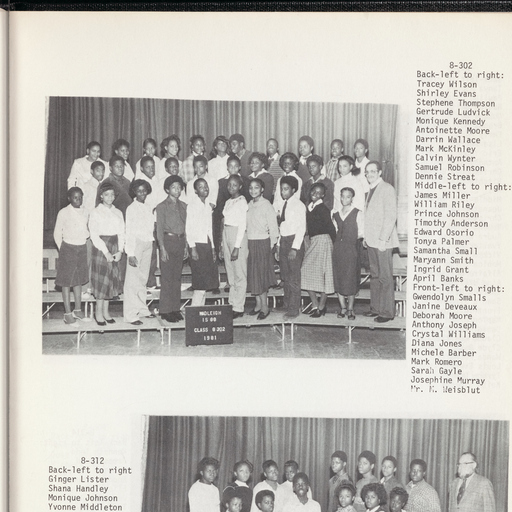 8-302
Back-left to right:
Tracey Wilson
Shirley Evans
Stephene Thompson
Gertrude Ludvick
Monique Kennedy
Antoinette Moore
Darrin Wallace
Mark McKinley
Calvin Wynter
Samuel Robinson
Dennie Streat
Middle-left to right:
James Miller
William Riley
Prince Johnson
Timothy Anderson
Edward Osorio
Tonya Palmer
Samantha Small
Maryann Smith
Ingrid Grant
April Banks
Front-left to right:
Gwendolyn Smalls
Janine Deveaux
Deborah Moore
Anthony Joseph
Crystal Williams
Diana Jones
Michele Barber
Mark Romero
Sarah Gayle
Josephine Murray
Mr. N. Weisblut
IS 88
CLASS 8-302
1981
8-312
Back-left to right
Ginger Lister
Shana Handley
Monique Johnson
Yvonne Middleton